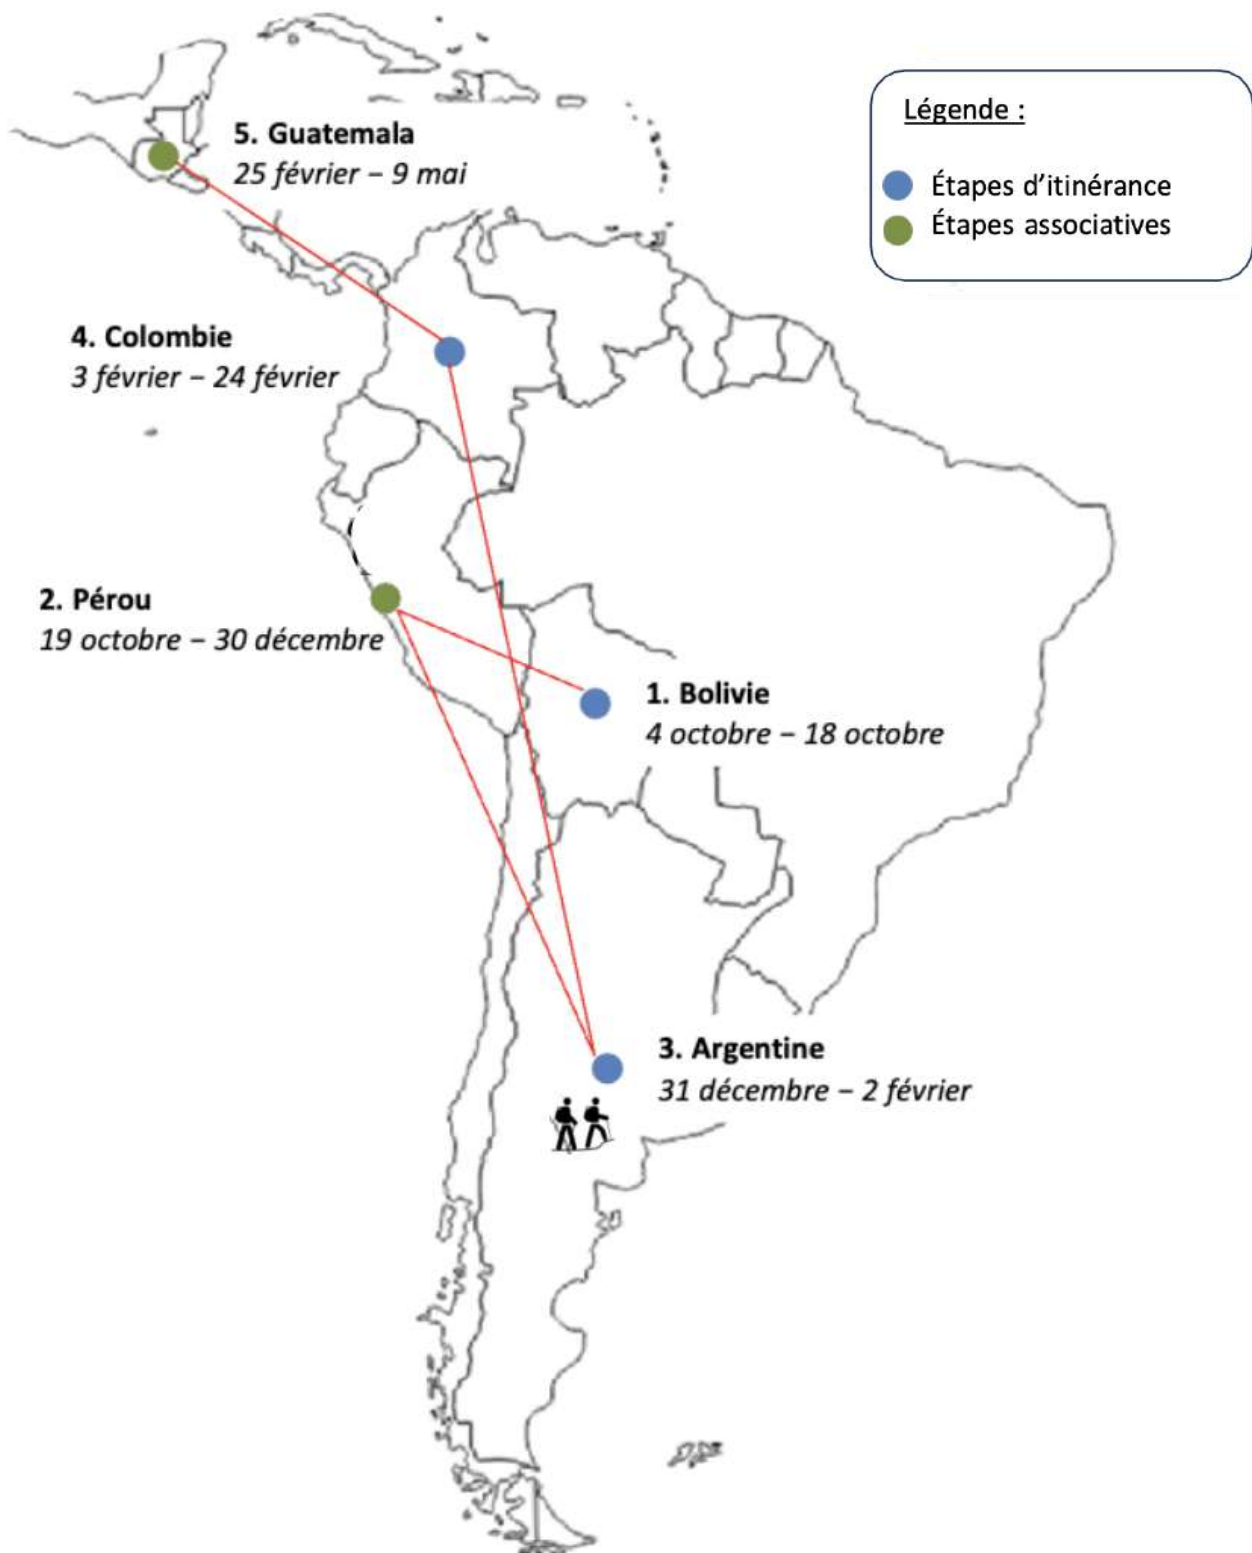 Légende :
Étapes d’itinérance
Étapes associatives
5. Guatemala
25 février – 9 mai
4. Colombie
3 février – 24 février
2. Pérou
19 octobre – 30 décembre
1. Bolivie
4 octobre – 18 octobre
3. Argentine
31 décembre – 2 février